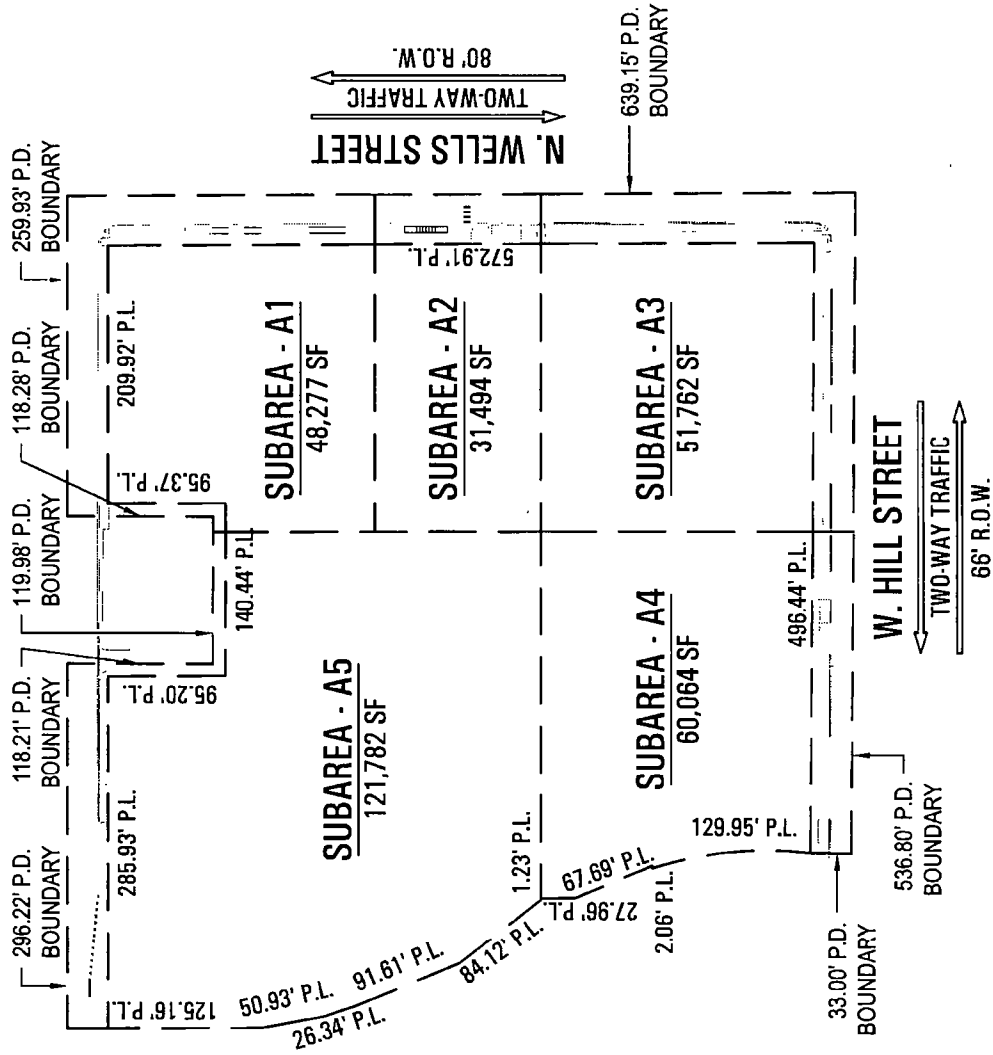 296.22' P.D.
BOUNDARY
118.21' P.D.
BOUNDARY
119.98' P.D.
BOUNDARY
118.28' P.D.
BOUNDARY
259.93' P.D.
BOUNDARY
285.93' P.L.
209.92' P.L.
125.16' P.L.
95.20' P.L.
95.37' P.L.
140.44' P.L.
50.93' P.L.
26.34' P.L.
91.61' P.L.
84.12' P.L.
SUBAREA - A5
121,782 SF
SUBAREA - A1
48,277 SF
SUBAREA - A2
31,494 SF
572.91' P.L.
N. WELLS STREET
TWO-WAY TRAFFIC
80' R.O.W.
639.15' P.D.
BOUNDARY
1.23' P.L.
27.96' P.L.
67.69' P.L.
2.06' P.L.
129.95' P.L.
SUBAREA - A4
60,064 SF
SUBAREA - A3
51,762 SF
496.44' P.L.
33.00' P.D.
BOUNDARY
536.80' P.D.
BOUNDARY
W. HILL STREET
TWO-WAY TRAFFIC
66' R.O.W.